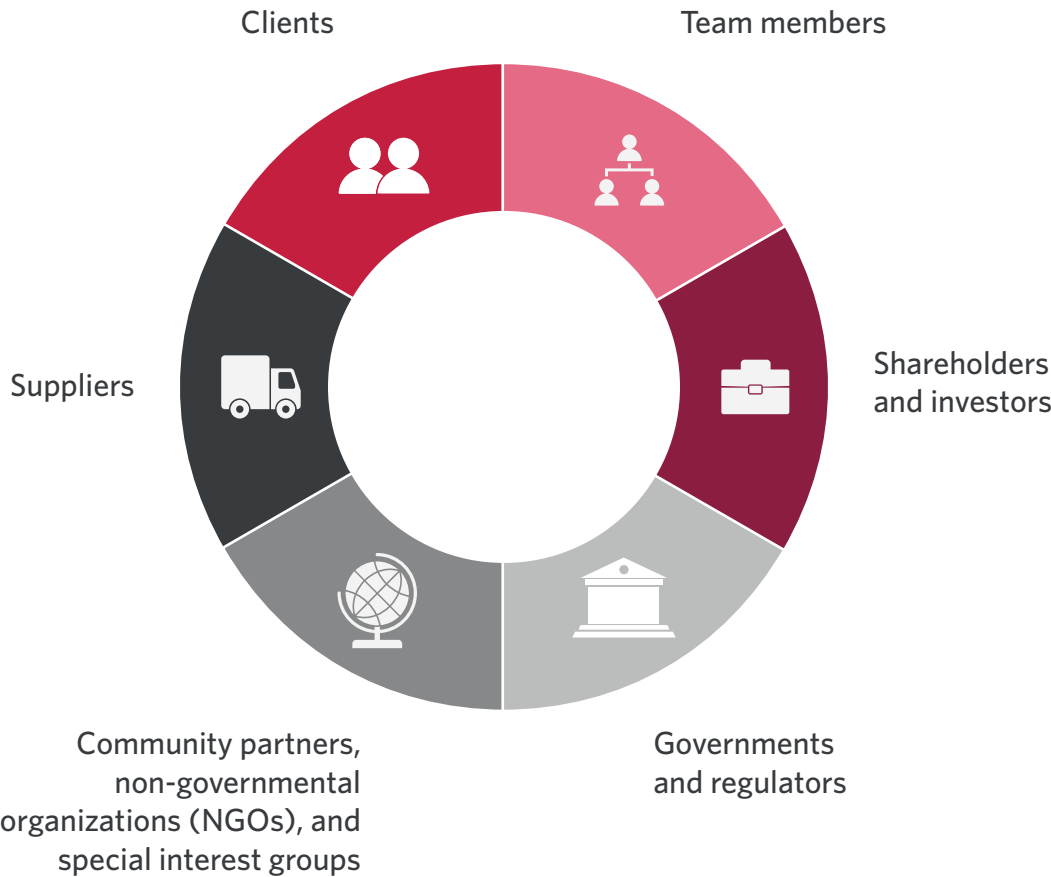 Clients
Team members
Suppliers
Shareholders
and investors
Community partners,
non-governmental
organizations (NGOs), and
special interest groups
Governments
and regulators